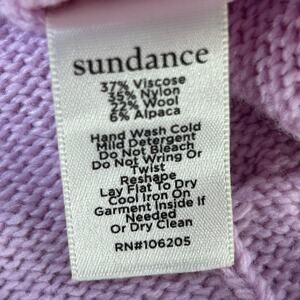 sundance
37% Viscose
35% Nylon
22% Wool
6% Alpaca
Hand Wash Cold
Mild Detergent
Do Not Bleach
Do Not Wring Or
Twist
Reshape
Lay Flat To Dry
Cool Iron On
Garment Inside If
Needed
Or Dry Clean
RN#106205